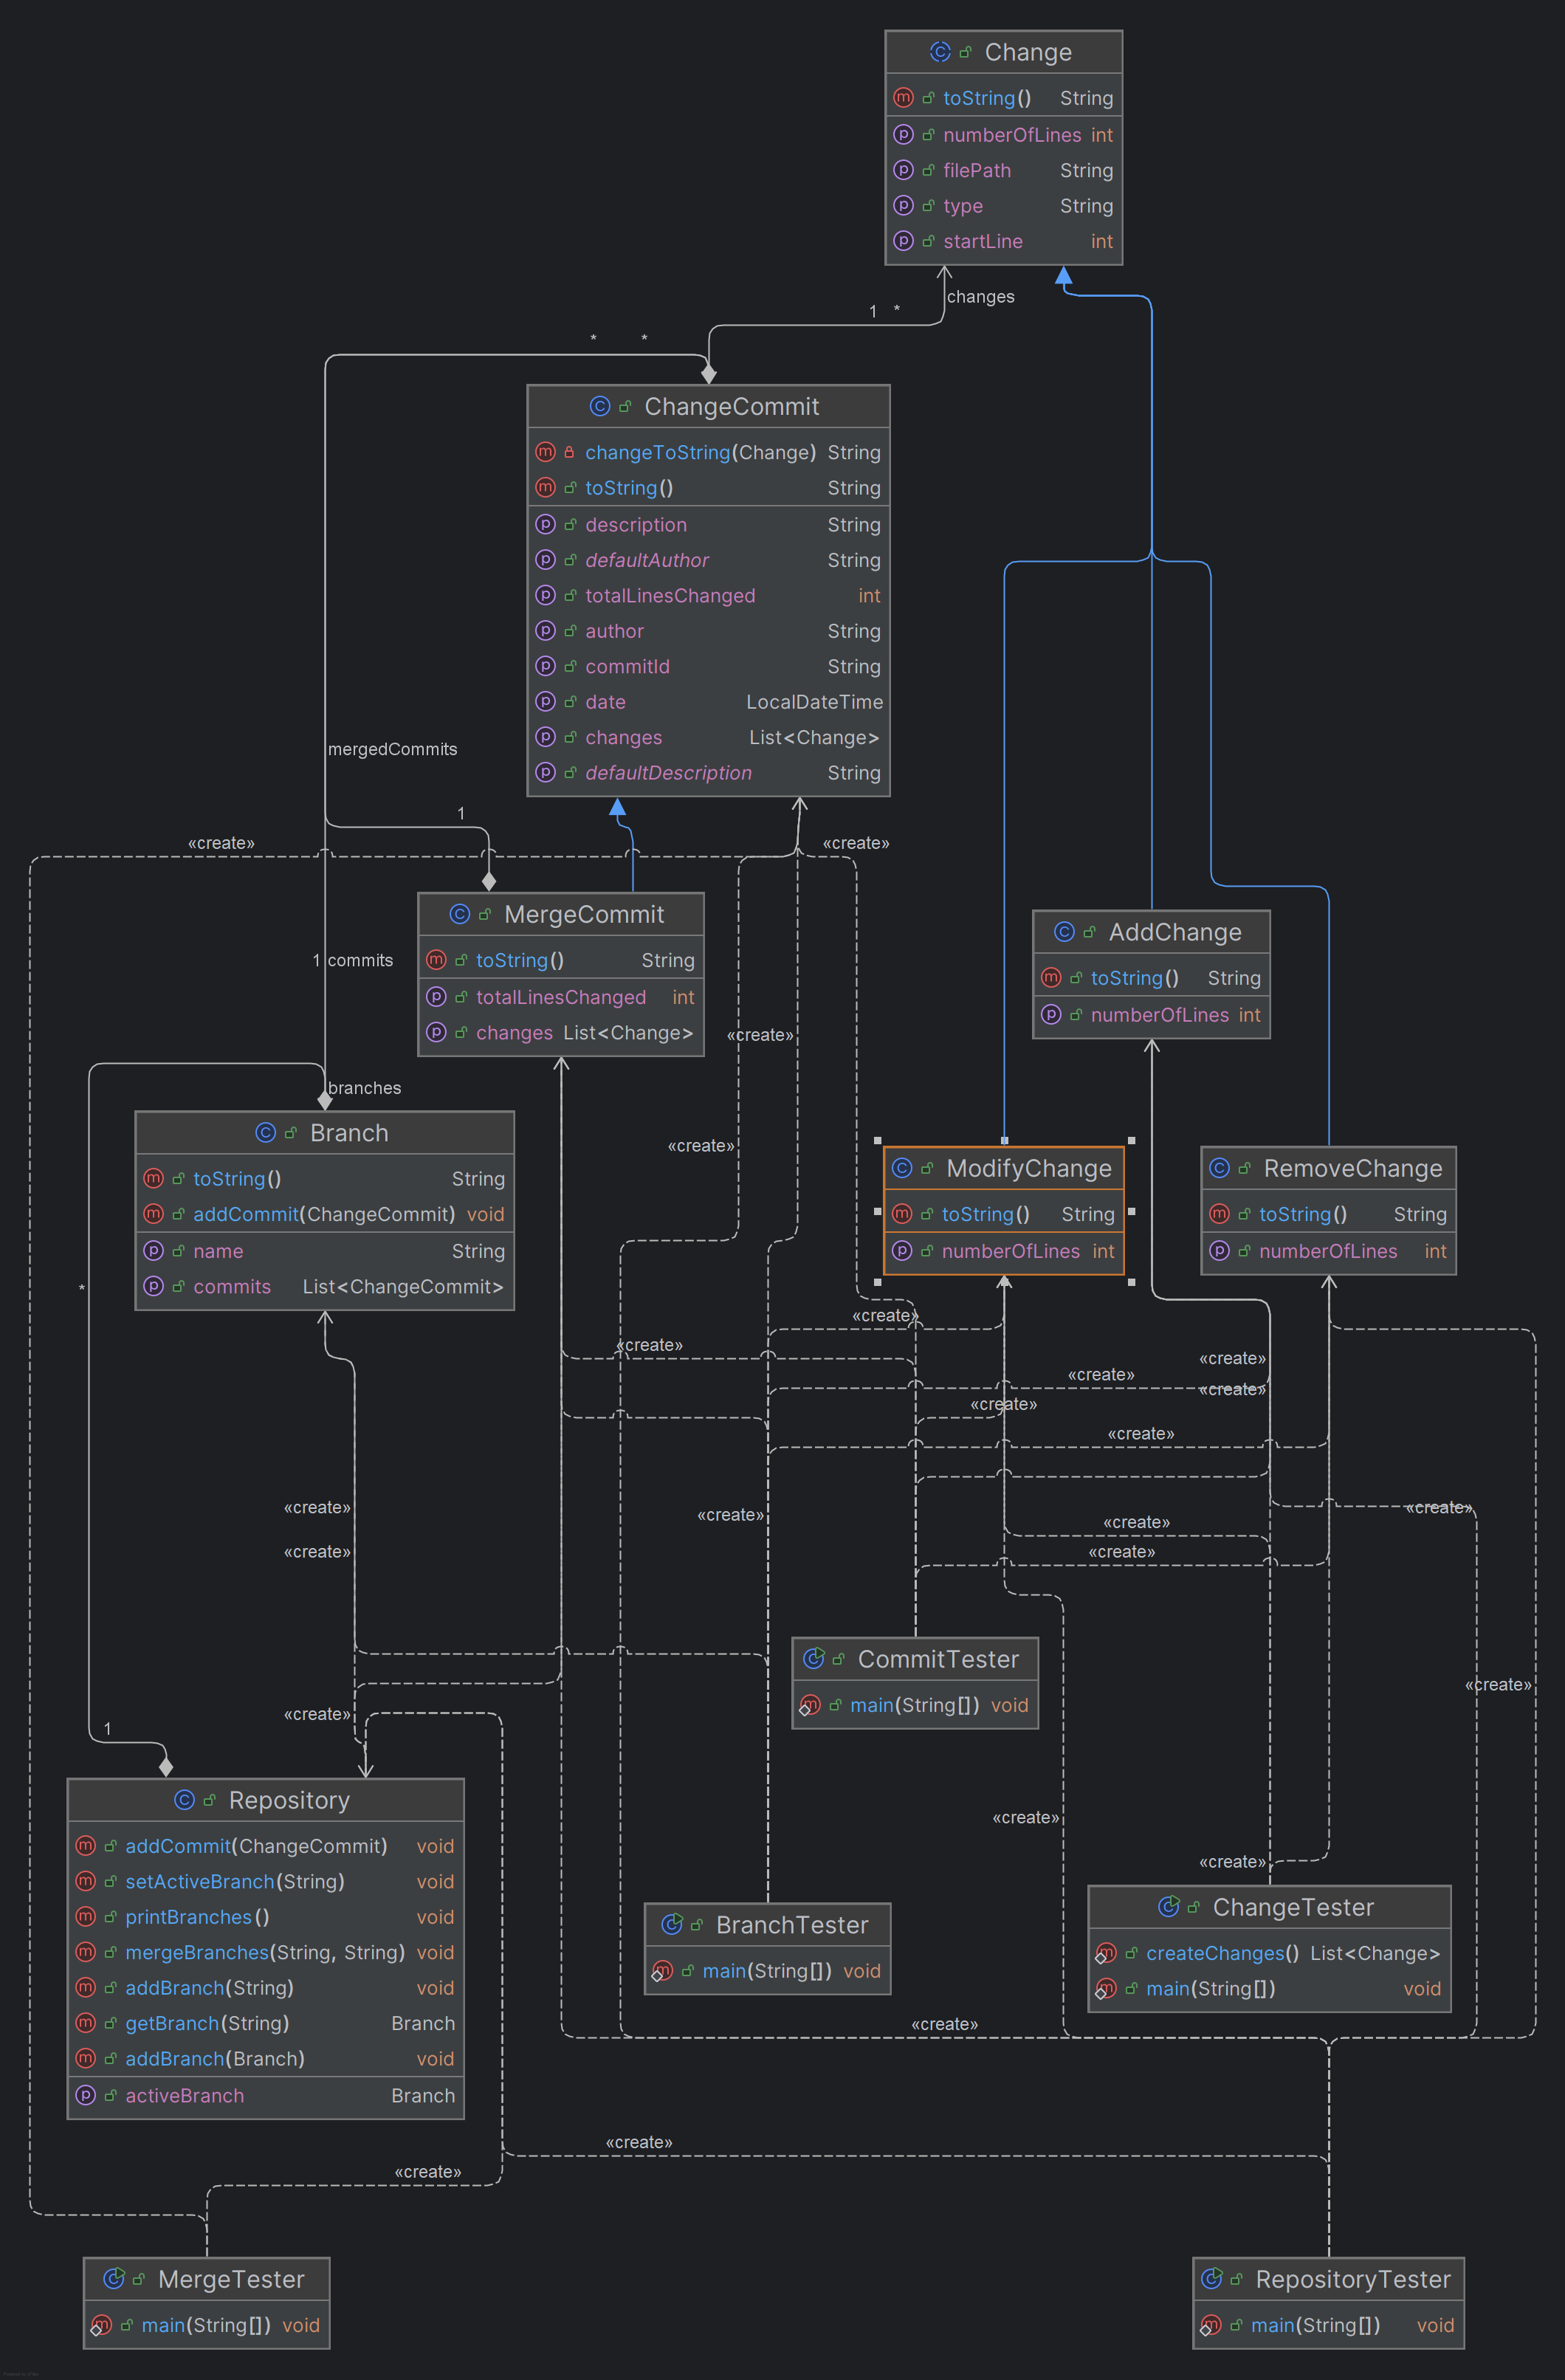 Change
toString() String
numberOfLines int
filePath String
type String
startLine int
changes
1 *
* *
ChangeCommit
changeToString(Change) String
toString() String
description String
defaultAuthor String
totalLinesChanged int
author String
commitId String
date LocalDateTime
changes List<Change>
defaultDescription String
mergedCommits
1
«create»
«create»
MergeCommit
toString() String
totalLinesChanged int
changes List<Change>
AddChange
toString() String
numberOfLines int
1 commits
«create»
branches
Branch
toString() String
addCommit(ChangeCommit) void
name String
commits List<ChangeCommit>
*
«create»
ModifyChange
toString() String
numberOfLines int
RemoveChange
toString() String
numberOfLines int
«create»
«create»
«create»
«create»
«create»
«create»
«create»
«create»
«create»
«create»
«create»
«create»
«create»
CommitTester
main(String[]) void
«create»
«create»
1
Repository
addCommit(ChangeCommit) void
setActiveBranch(String) void
printBranches() void
mergeBranches(String, String) void
addBranch(String) void
getBranch(String) Branch
addBranch(Branch) void
activeBranch Branch
«create»
«create»
BranchTester
main(String[]) void
ChangeTester
createChanges() List<Change>
main(String[]) void
«create»
«create»
«create»
MergeTester
main(String[]) void
RepositoryTester
main(String[]) void